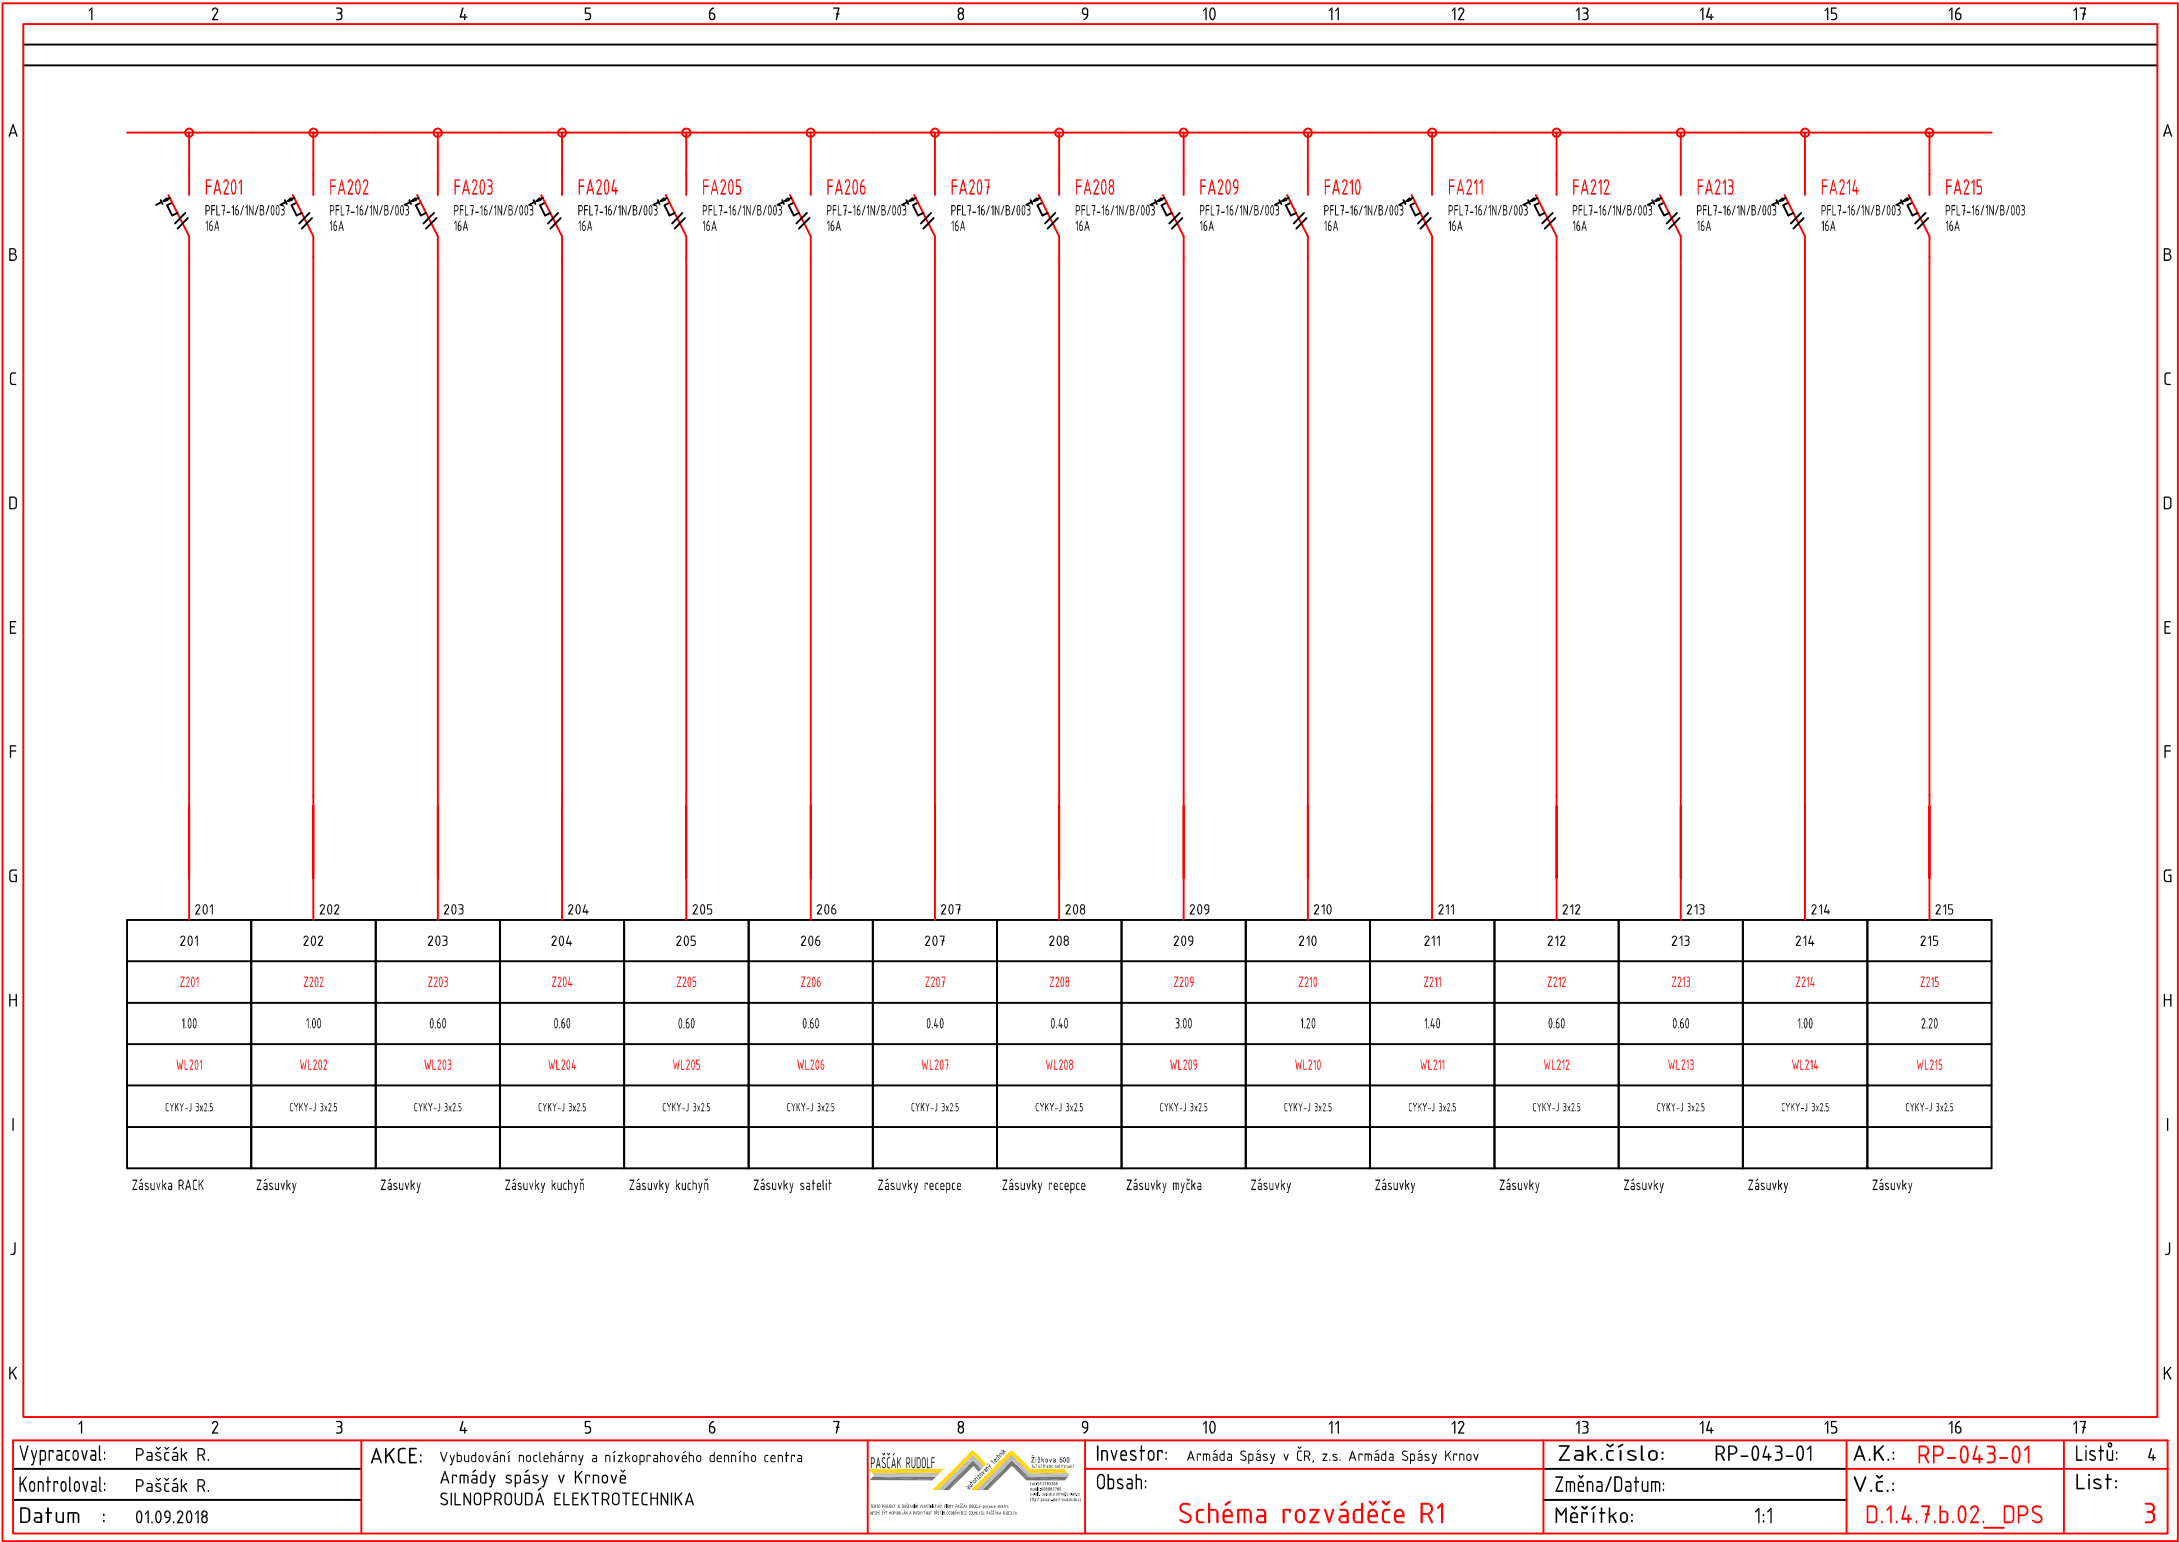 1 2 3 4 5 6 7 8 9 10 11 12 13 14 15 16 17
A A
FA201 FA202 FA203 FA204 FA205 FA206 FA207 FA208 FA209 FA210 FA211 FA212 FA213 FA214 FA215
PFL7-16/1N/B/003 PFL7-16/1N/B/003 PFL7-16/1N/B/003 PFL7-16/1N/B/003 PFL7-16/1N/B/003 PFL7-16/1N/B/003 PFL7-16/1N/B/003 PFL7-16/1N/B/003 PFL7-16/1N/B/003 PFL7-16/1N/B/003 PFL7-16/1N/B/003 PFL7-16/1N/B/003 PFL7-16/1N/B/003 PFL7-16/1N/B/003 PFL7-16/1N/B/003
16A 16A 16A 16A 16A 16A 16A 16A 16A 16A 16A 16A 16A 16A 16A
B B
C C
D D
E E
F F
G G
201 202 203 204 205 206 207 208 209 210 211 212 213 214 215
201 202 203 204 205 206 207 208 209 210 211 212 213 214 215
Z201 Z202 Z203 Z204 Z205 Z206 Z207 Z208 Z209 Z210 Z211 Z212 Z213 Z214 Z215
H H
1.00 1.00 0.60 0.60 0.60 0.60 0.40 0.40 3.00 1.20 1.40 0.60 0.60 1.00 2.20
WL201 WL202 WL203 WL204 WL205 WL206 WL207 WL208 WL209 WL210 WL211 WL212 WL213 WL214 WL215
CYKY-J 3x2.5 CYKY-J 3x2.5 CYKY-J 3x2.5 CYKY-J 3x2.5 CYKY-J 3x2.5 CYKY-J 3x2.5 CYKY-J 3x2.5 CYKY-J 3x2.5 CYKY-J 3x2.5 CYKY-J 3x2.5 CYKY-J 3x2.5 CYKY-J 3x2.5 CYKY-J 3x2.5 CYKY-J 3x2.5 CYKY-J 3x2.5
I I
Zásuvka RACK Zásuvky Zásuvky Zásuvky kuchyň Zásuvky kuchyň Zásuvky satelit Zásuvky recepce Zásuvky recepce Zásuvky myčka Zásuvky Zásuvky Zásuvky Zásuvky Zásuvky Zásuvky
J J
K K
1 2 3 4 5 6 7 8 9 10 11 12 13 14 15 16 17
Vypracoval: Paščák R.
Kontroloval: Paščák R.
Datum : 01.09.2018
AKCE: Vybudování noclehárny a nízkoprahového denního centra
Armády spásy v Krnově
SILNOPROUDÁ ELEKTROTECHNIKA
PAŠČÁK RUDOLF
autorizovaný technik
Žižkova 600
Investor: Armáda Spásy v ČR, z.s. Armáda Spásy Krnov
Obsah:
Schéma rozváděče R1
Zak.číslo: RP-043-01
Změna/Datum:
Měřítko: 1:1
A.K.: RP-043-01
V.č.:
D.1.4.7.b.02.__DPS
Listů: 4
List:
3